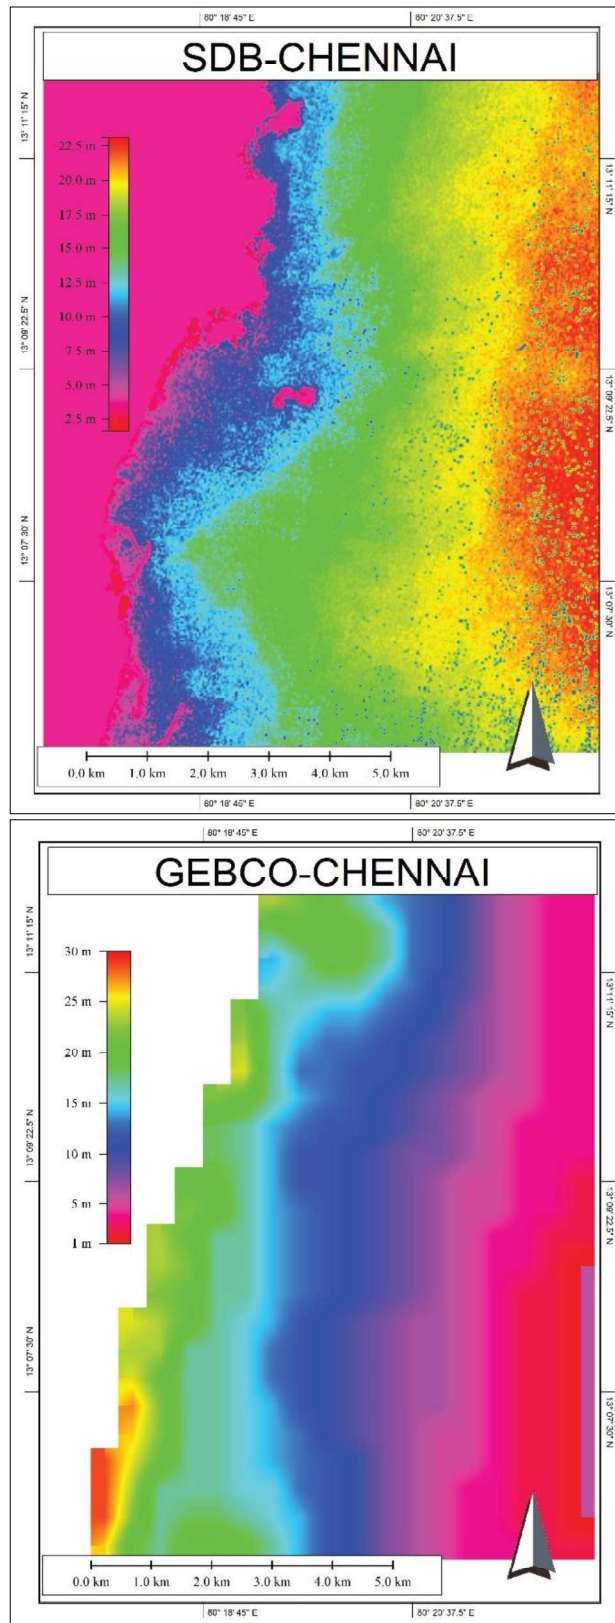 80° 18' 45" E 80° 20' 37.5" E
SDB-CHENNAI
13° 11' 15" N
13° 11' 15" N
22.5 m
20.0 m
17.5 m
15.0 m
12.5 m
10.0 m
7.5 m
5.0 m
2.5 m
13° 09' 22.5" N
13° 09' 22.5" N
13° 07' 30" N
13° 07' 30" N
0.0 km 1.0 km 2.0 km 3.0 km 4.0 km 5.0 km
80° 18' 45" E 80° 20' 37.5" E
80° 18' 45" E 80° 20' 37.5" E
GEBCO-CHENNAI
13° 11' 15" N
13° 11' 15" N
30 m
25 m
20 m
15 m
10 m
5 m
1 m
13° 09' 22.5" N
13° 09' 22.5" N
13° 07' 30" N
13° 07' 30" N
0.0 km 1.0 km 2.0 km 3.0 km 4.0 km 5.0 km
80° 18' 45" E 80° 20' 37.5" E